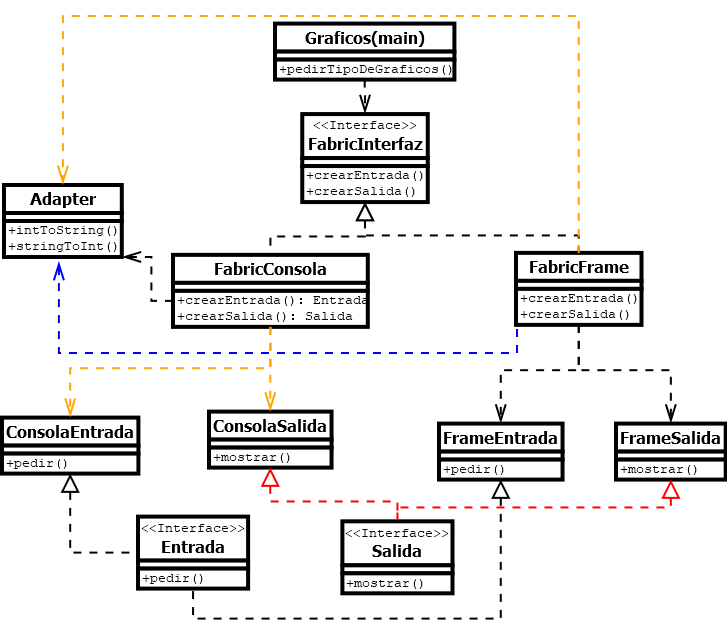 Graficos(main)
+pedirTipoDeGraficos()
<<Interface>>
FabricInterfaz
+crearEntrada()
+crearSalida()
Adapter
+intToString()
+stringToInt()
FabricConsola
+crearEntrada(): Entrada
+crearSalida(): Salida
FabricFrame
+crearEntrada()
+crearSalida()
ConsolaEntrada
+pedir()
ConsolaSalida
+mostrar()
FrameEntrada
+pedir()
FrameSalida
+mostrar()
<<Interface>>
Entrada
+pedir()
<<Interface>>
Salida
+mostrar()